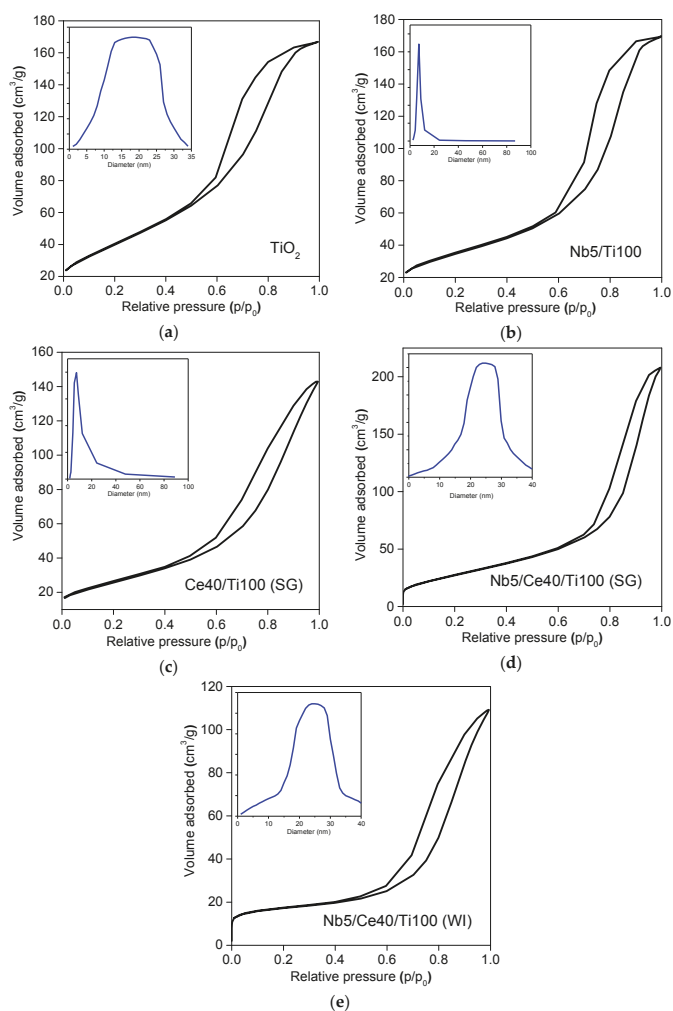 180
160
140
120
100
80
60
40
20
0.0 0.2 0.4 0.6 0.8 1.0
Volume adsorbed (cm³/g)
Relative pressure (p/p₀)
0 5 10 15 20 25 30 35
Diameter (nm)
TiO₂
(a)
180
160
140
120
100
80
60
40
20
0.0 0.2 0.4 0.6 0.8 1.0
Volume adsorbed (cm³/g)
Relative pressure (p/p₀)
0 20 40 60 80 100
Diameter (nm)
Nb5/Ti100
(b)
160
140
120
100
80
60
40
20
0.0 0.2 0.4 0.6 0.8 1.0
Volume adsorbed (cm³/g)
Relative pressure (p/p₀)
0 20 40 60 80 100
Diameter (nm)
Ce40/Ti100 (SG)
(c)
200
150
100
50
0
0.0 0.2 0.4 0.6 0.8 1.0
Volume adsorbed (cm³/g)
Relative pressure (p/p₀)
0 10 20 30 40
Diameter (nm)
Nb5/Ce40/Ti100 (SG)
(d)
120
100
80
60
40
20
0
0.0 0.2 0.4 0.6 0.8 1.0
Volume adsorbed (cm³/g)
Relative pressure (p/p₀)
0 10 20 30 40
Diameter (nm)
Nb5/Ce40/Ti100 (WI)
(e)